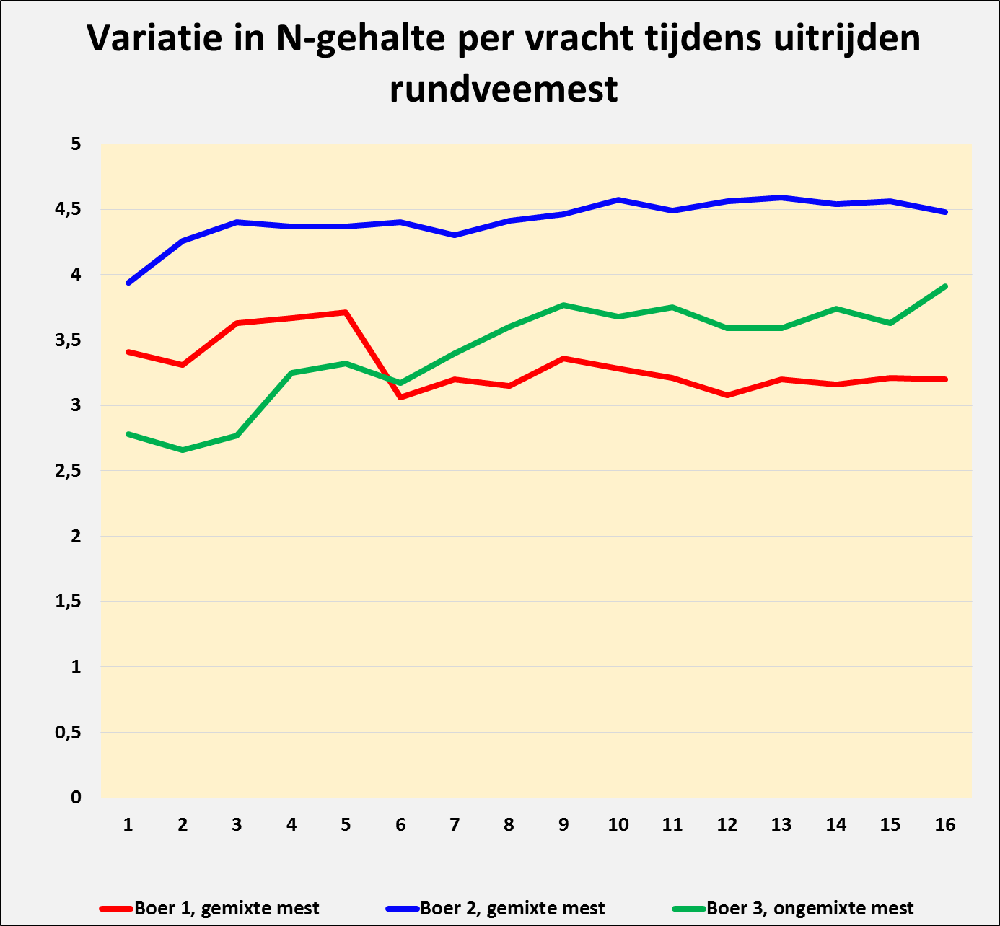 Variatie in N-gehalte per vracht tijdens uitrijden
rundveemest
5
4,5
4
3,5
3
2,5
2
1,5
1
0,5
0
1 2 3 4 5 6 7 8 9 10 11 12 13 14 15 16
Boer 1, gemixte mest Boer 2, gemixte mest Boer 3, ongemixte mest